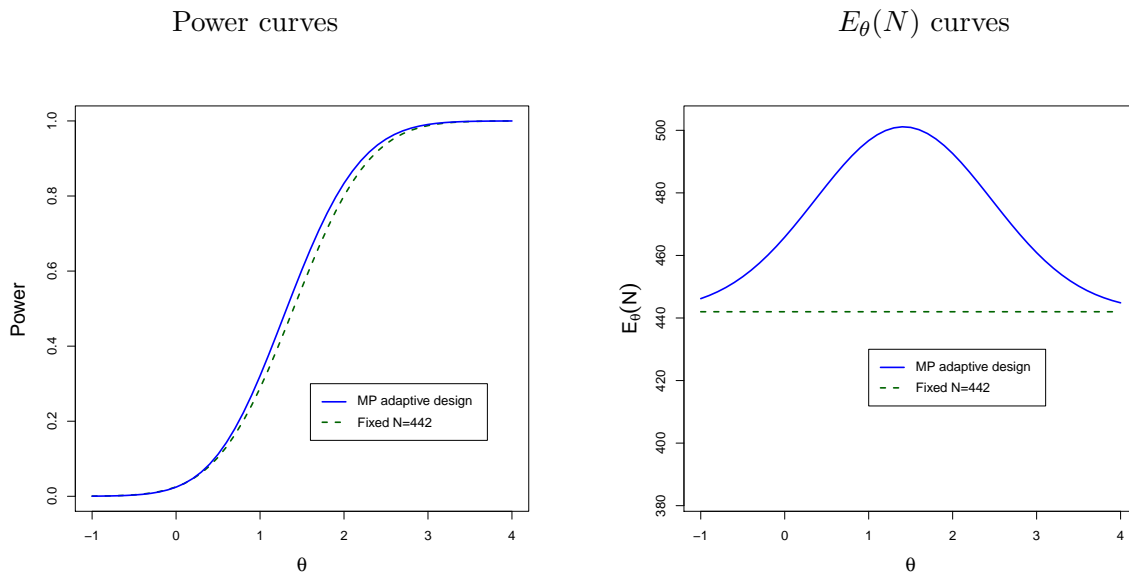 Power curves
E_θ(N) curves
Power
1.0
0.8
0.6
0.4
0.2
0.0
MP adaptive design
Fixed N=442
−1 0 1 2 3 4
θ
E_θ(N)
500
480
460
440
420
400
380
MP adaptive design
Fixed N=442
−1 0 1 2 3 4
θ